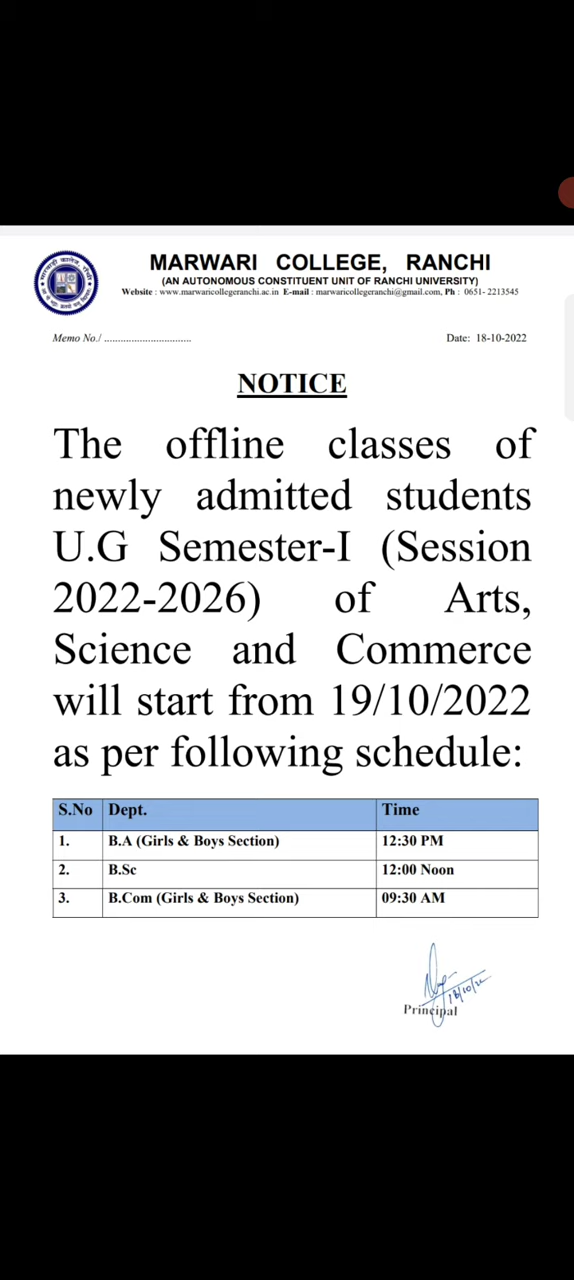 MARWARI COLLEGE, RANCHI
(AN AUTONOMOUS CONSTITUENT UNIT OF RANCHI UNIVERSITY)
Website : www.marwaricollegeranchi.ac.in E-mail : marwaricollegeranchi@gmail.com, Ph : 0651- 2213545
Memo No./ ............................... Date: 18-10-2022
NOTICE
The offline classes of
newly admitted students
U.G Semester-I (Session
2022-2026) of Arts,
Science and Commerce
will start from 19/10/2022
as per following schedule:
S.No Dept. Time
1. B.A (Girls & Boys Section) 12:30 PM
2. B.Sc 12:00 Noon
3. B.Com (Girls & Boys Section) 09:30 AM
18/10/22
Principal